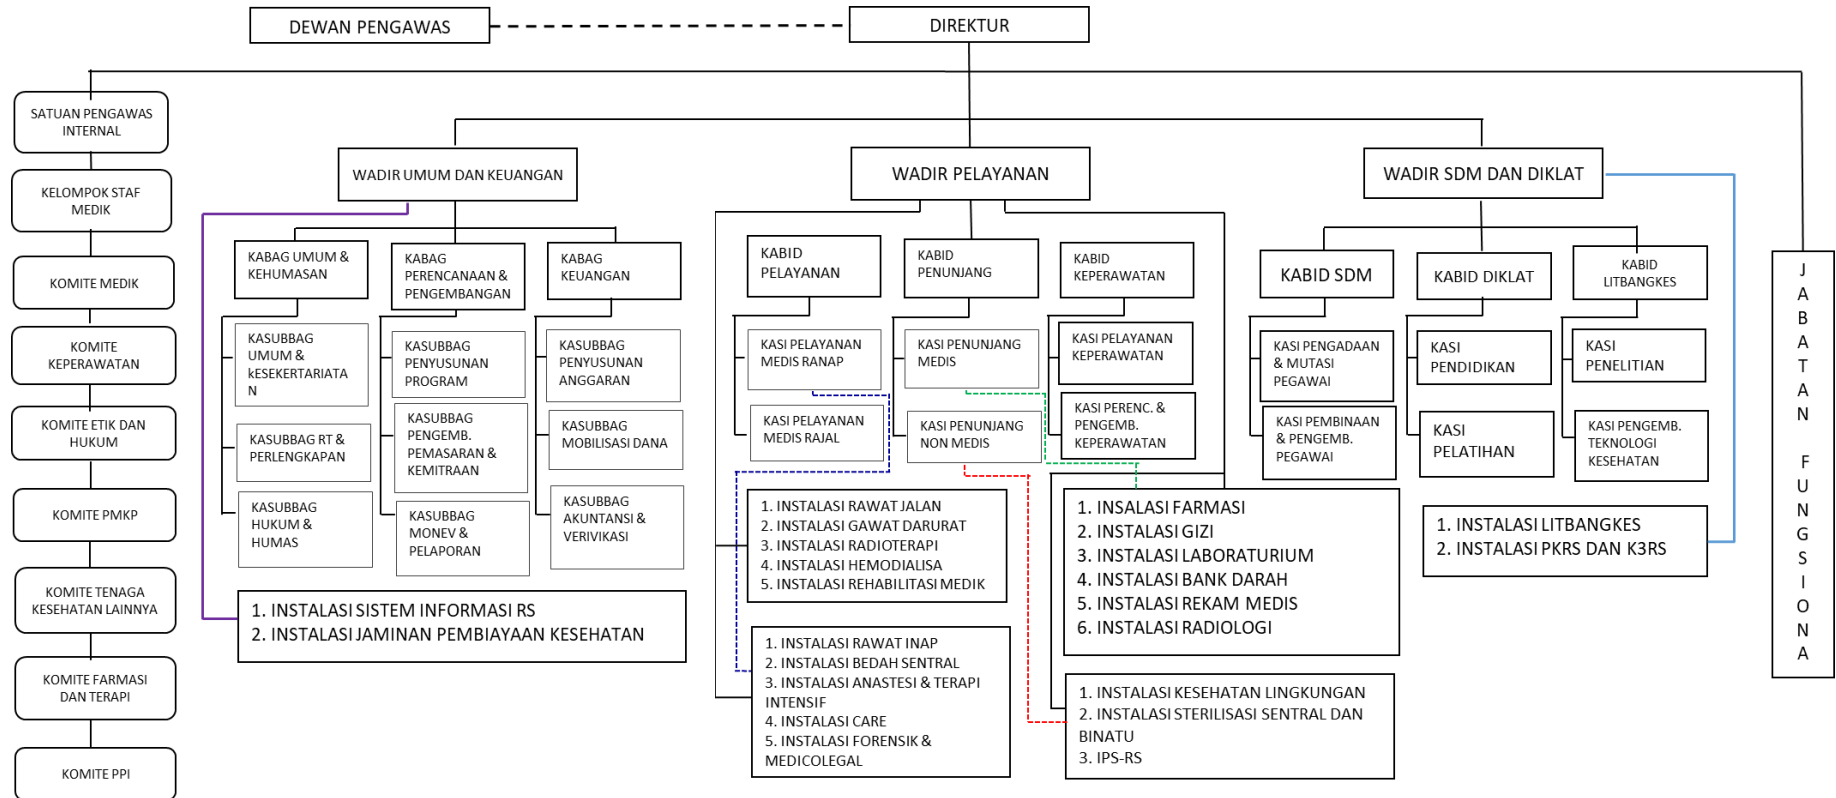 DEWAN PENGAWAS
DIREKTUR
SATUAN PENGAWAS
INTERNAL
KELOMPOK STAF
MEDIK
KOMITE MEDIK
KOMITE
KEPERAWATAN
KOMITE ETIK DAN
HUKUM
KOMITE PMKP
KOMITE TENAGA
KESEHATAN LAINNYA
KOMITE FARMASI
DAN TERAPI
KOMITE PPI
WADIR UMUM DAN KEUANGAN
KABAG UMUM &
KEHUMASAN
KASUBBAG
UMUM &
kESEKERTARIATA
N
KASUBBAG RT &
PERLENGKAPAN
KASUBBAG
HUKUM &
HUMAS
KABAG
PERENCANAAN &
PENGEMBANGAN
KASUBBAG
PENYUSUNAN
PROGRAM
KASUBBAG
PENGEMB.
PEMASARAN &
KEMITRAAN
KASUBBAG
MONEV &
PELAPORAN
KABAG
KEUANGAN
KASUBBAG
PENYUSUNAN
ANGGARAN
KASUBBAG
MOBILISASI DANA
KASUBBAG
AKUNTANSI &
VERIVIKASI
1. INSTALASI SISTEM INFORMASI RS
2. INSTALASI JAMINAN PEMBIAYAAN KESEHATAN
WADIR PELAYANAN
KABID
PELAYANAN
KASI PELAYANAN
MEDIS RANAP
KASI PELAYANAN
MEDIS RAJAL
KABID
PENUNJANG
KASI PENUNJANG
MEDIS
KASI PENUNJANG
NON MEDIS
KABID
KEPERAWATAN
KASI PELAYANAN
KEPERAWATAN
KASI PERENC. &
PENGEMB.
KEPERAWATAN
1. INSTALASI RAWAT JALAN
2. INSTALASI GAWAT DARURAT
3. INSTALASI RADIOTERAPI
4. INSTALASI HEMODIALISA
5. INSTALASI REHABILITASI MEDIK
1. INSTALASI RAWAT INAP
2. INSTALASI BEDAH SENTRAL
3. INSTALASI ANASTESI & TERAPI
INTENSIF
4. INSTALASI CARE
5. INSTALASI FORENSIK &
MEDICOLEGAL
1. INSALASI FARMASI
2. INSTALASI GIZI
3. INSTALASI LABORATURIUM
4. INSTALASI BANK DARAH
5. INSTALASI REKAM MEDIS
6. INSTALASI RADIOLOGI
1. INSTALASI KESEHATAN LINGKUNGAN
2. INSTALASI STERILISASI SENTRAL DAN
BINATU
3. IPS-RS
WADIR SDM DAN DIKLAT
KABID SDM
KASI PENGADAAN
& MUTASI
PEGAWAI
KASI PEMBINAAN
& PENGEMB.
PEGAWAI
KABID DIKLAT
KASI
PENDIDIKAN
KASI
PELATIHAN
KABID
LITBANGKES
KASI
PENELITIAN
KASI PENGEMB.
TEKNOLOGI
KESEHATAN
1. INSTALASI LITBANGKES
2. INSTALASI PKRS DAN K3RS
J
A
B
A
T
A
N
F
U
N
G
S
I
O
N
A